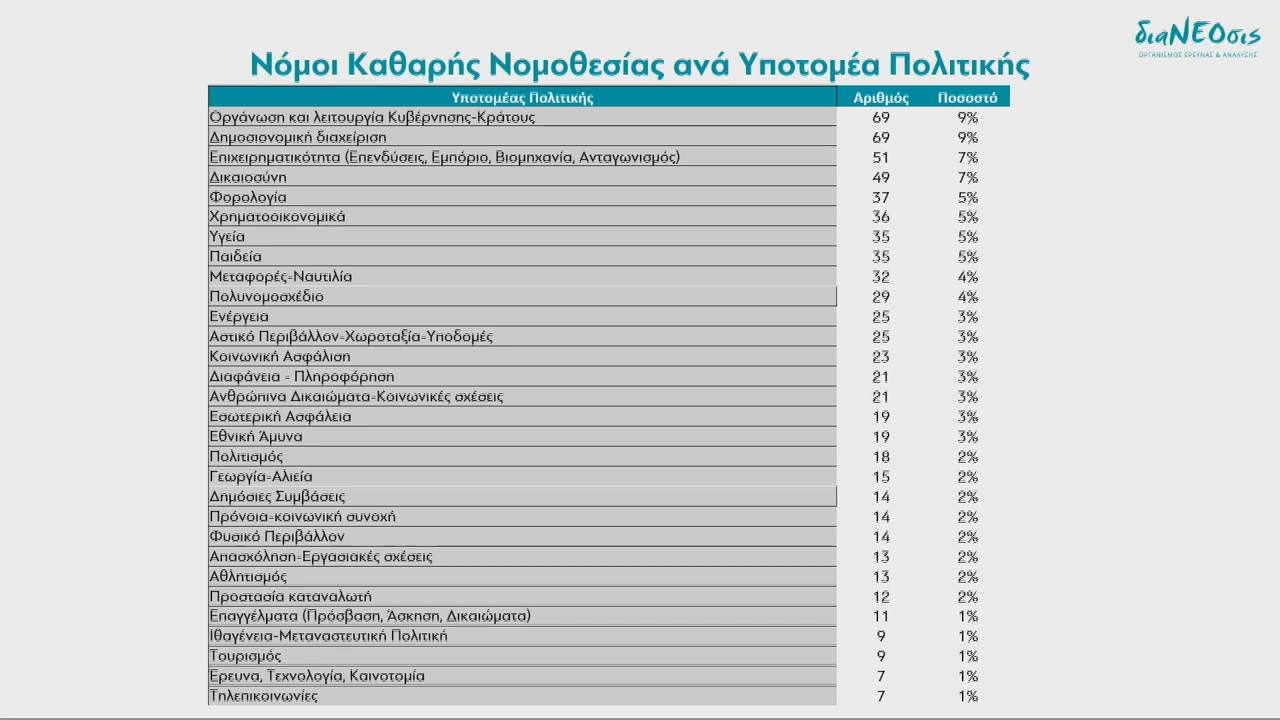 διαΝΕΟσις
ΟΡΓΑΝΙΣΜΟΣ ΕΡΕΥΝΑΣ & ΑΝΑΛΥΣΗΣ
Νόμοι Καθαρής Νομοθεσίας ανά Υποτομέα Πολιτικής
Υποτομέας Πολιτικής Αριθμός Ποσοστό
Οργάνωση και λειτουργία Κυβέρνησης-Κράτους 69 9%
Δημοσιονομική διαχείριση 69 9%
Επιχειρηματικότητα (Επενδύσεις, Εμπόριο, Βιομηχανία, Ανταγωνισμός) 51 7%
Δικαιοσύνη 49 7%
Φορολογία 37 5%
Χρηματοοικονομικά 36 5%
Υγεία 35 5%
Παιδεία 35 5%
Μεταφορές-Ναυτιλία 32 4%
Πολυνομοσχέδιο 29 4%
Ενέργεια 25 3%
Αστικό Περιβάλλον-Χωροταξία-Υποδομές 25 3%
Κοινωνική Ασφάλιση 23 3%
Διαφάνεια - Πληροφόρηση 21 3%
Ανθρώπινα Δικαιώματα-Κοινωνικές σχέσεις 21 3%
Εσωτερική Ασφάλεια 19 3%
Εθνική Άμυνα 19 3%
Πολιτισμός 18 2%
Γεωργία-Αλιεία 15 2%
Δημόσιες Συμβάσεις 14 2%
Πρόνοια-κοινωνική συνοχή 14 2%
Φυσικό Περιβάλλον 14 2%
Απασχόληση-Εργασιακές σχέσεις 13 2%
Αθλητισμός 13 2%
Προστασία καταναλωτή 12 2%
Επαγγέλματα (Πρόσβαση, Άσκηση, Δικαιώματα) 11 1%
Ιθαγένεια-Μεταναστευτική Πολιτική 9 1%
Τουρισμός 9 1%
Έρευνα, Τεχνολογία, Καινοτομία 7 1%
Τηλεπικοινωνίες 7 1%